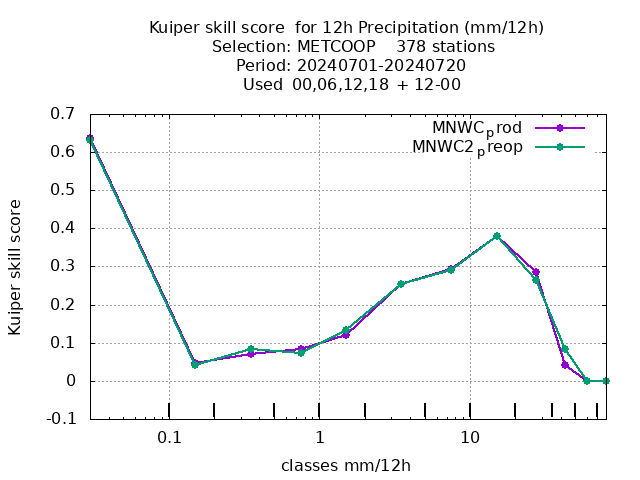 Kuiper skill score  for 12h Precipitation (mm/12h)
Selection: METCOOP    378 stations
Period: 20240701-20240720
Used  00,06,12,18  + 12-00
MNWC_prod
MNWC2_preop
0.7
0.6
0.5
0.4
0.3
0.2
0.1
0
-0.1
Kuiper skill score
0.1 1 10
classes mm/12h